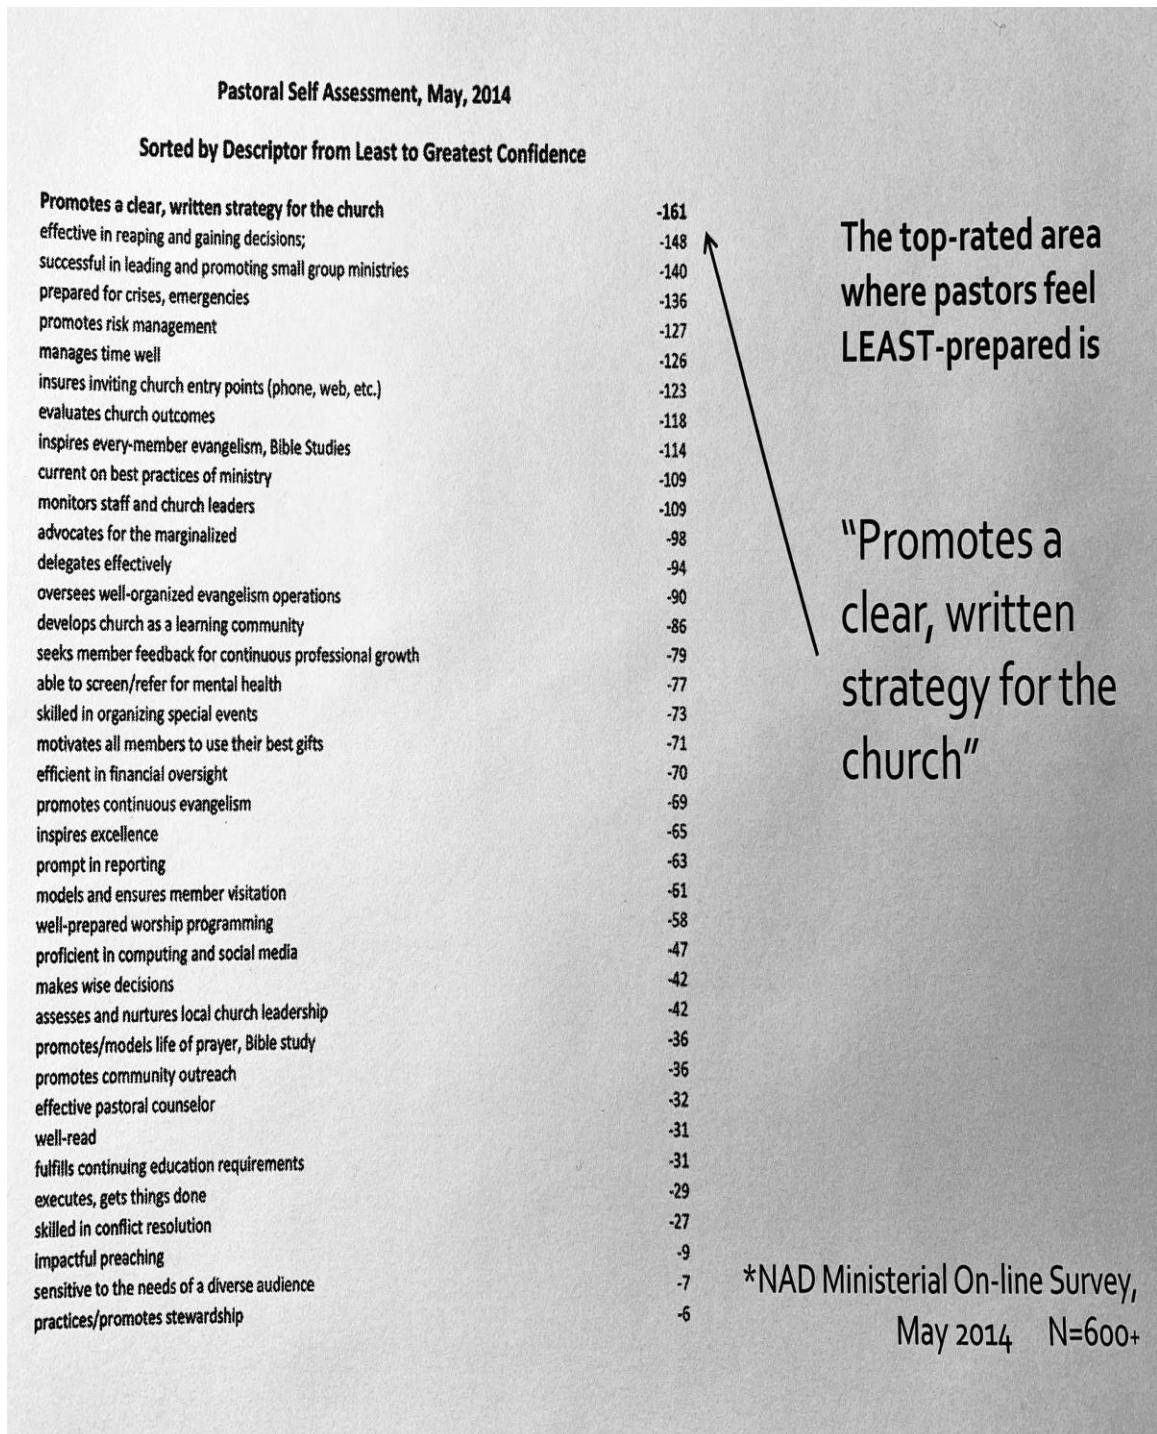 Pastoral Self Assessment, May, 2014
Sorted by Descriptor from Least to Greatest Confidence
Promotes a clear, written strategy for the church -161
effective in reaping and gaining decisions; -148
successful in leading and promoting small group ministries -140
prepared for crises, emergencies -136
promotes risk management -127
manages time well -126
insures inviting church entry points (phone, web, etc.) -123
evaluates church outcomes -118
inspires every-member evangelism, Bible Studies -114
current on best practices of ministry -109
monitors staff and church leaders -109
advocates for the marginalized -98
delegates effectively -94
oversees well-organized evangelism operations -90
develops church as a learning community -86
seeks member feedback for continuous professional growth -79
able to screen/refer for mental health -77
skilled in organizing special events -73
motivates all members to use their best gifts -71
efficient in financial oversight -70
promotes continuous evangelism -69
inspires excellence -65
prompt in reporting -63
models and ensures member visitation -61
well-prepared worship programming -58
proficient in computing and social media -47
makes wise decisions -42
assesses and nurtures local church leadership -42
promotes/models life of prayer, Bible study -36
promotes community outreach -36
effective pastoral counselor -32
well-read -31
fulfills continuing education requirements -31
executes, gets things done -29
skilled in conflict resolution -27
impactful preaching -9
sensitive to the needs of a diverse audience -7
practices/promotes stewardship -6
The top-rated area
where pastors feel
LEAST-prepared is
"Promotes a
clear, written
strategy for the
church"
*NAD Ministerial On-line Survey,
May 2014 N=600+